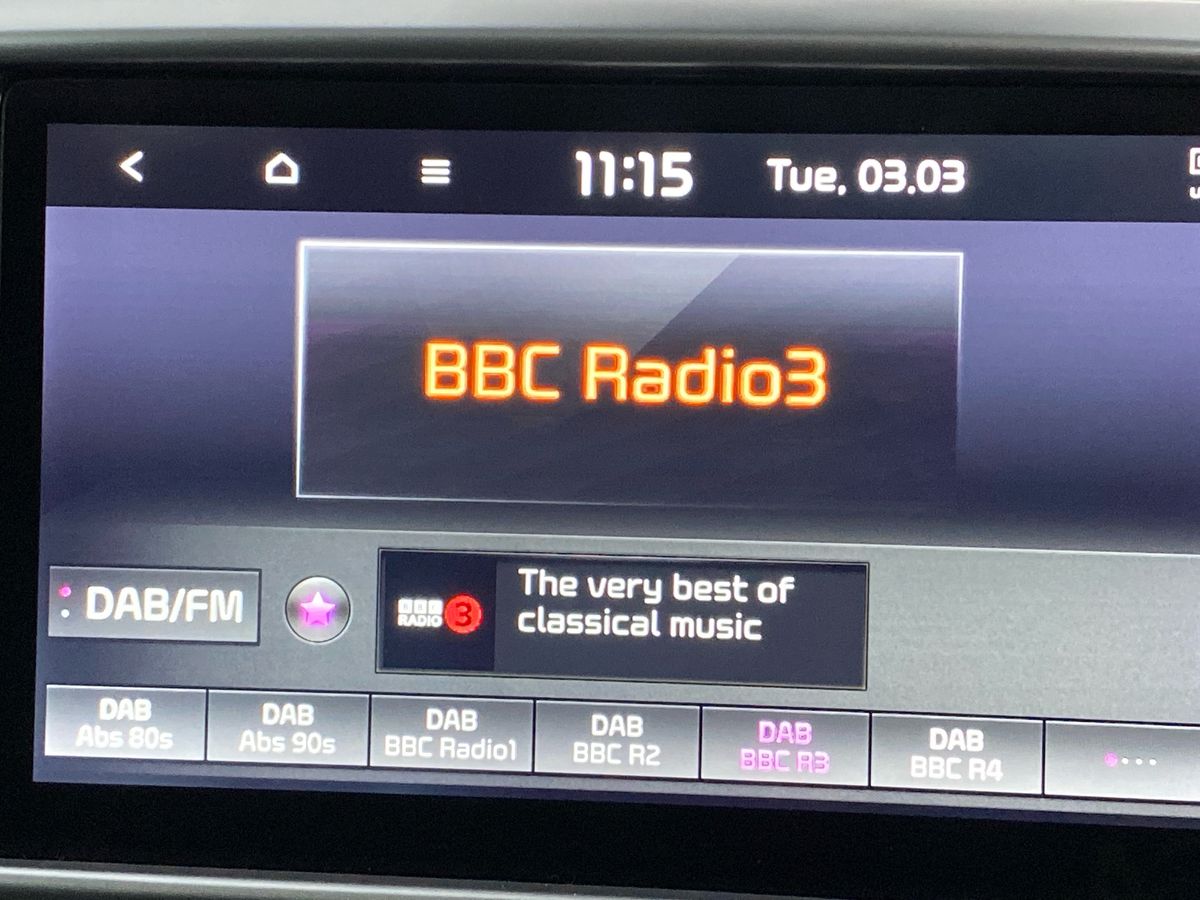 11:15
Tue, 03.03
BBC Radio3
DAB/FM
BBC
RADIO 3
The very best of
classical music
DAB
Abs 80s
DAB
Abs 90s
DAB
BBC Radio1
DAB
BBC R2
DAB
BBC R3
DAB
BBC R4